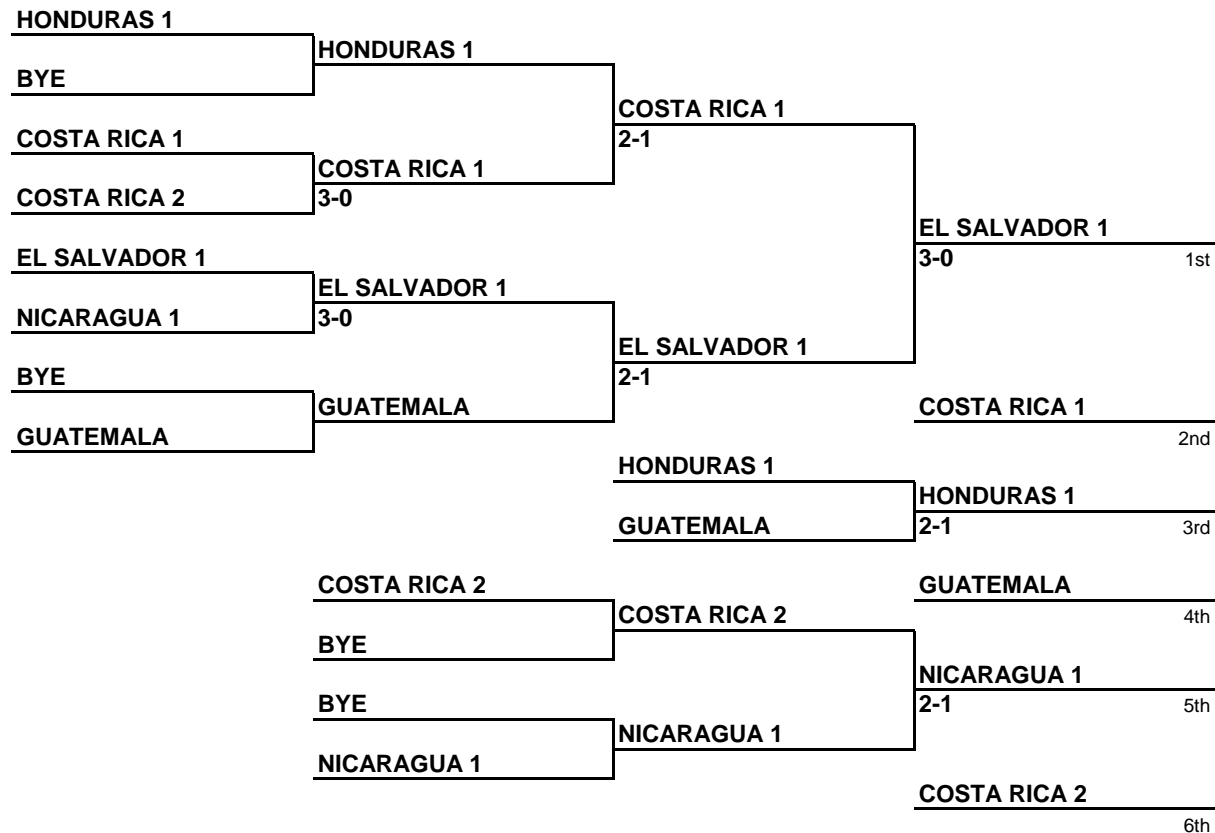 HONDURAS 1
HONDURAS 1
BYE
COSTA RICA 1
COSTA RICA 1
2-1
COSTA RICA 1
COSTA RICA 2
3-0
EL SALVADOR 1
EL SALVADOR 1
3-0
1st
EL SALVADOR 1
NICARAGUA 1
3-0
EL SALVADOR 1
BYE
2-1
GUATEMALA
COSTA RICA 1
GUATEMALA
2nd
HONDURAS 1
HONDURAS 1
GUATEMALA
2-1
3rd
COSTA RICA 2
GUATEMALA
COSTA RICA 2
4th
BYE
NICARAGUA 1
BYE
2-1
5th
NICARAGUA 1
NICARAGUA 1
COSTA RICA 2
6th